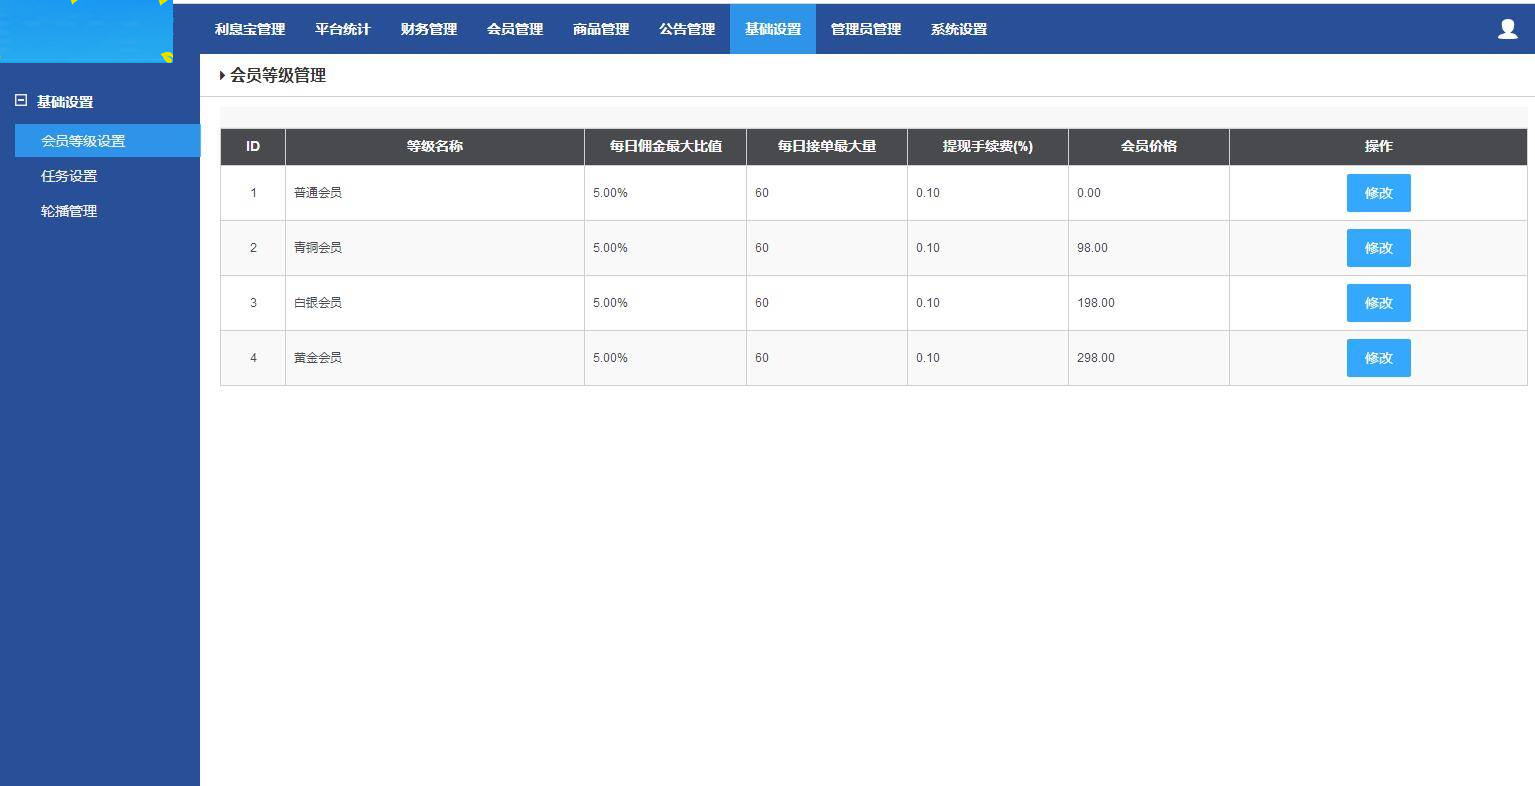 利息宝管理 平台统计 财务管理 会员管理 商品管理 公告管理 基础设置 管理员管理 系统设置
基础设置
会员等级设置
任务设置
轮播管理
会员等级管理
ID 等级名称 每日佣金最大比值 每日接单最大量 提现手续费(%) 会员价格 操作
1 普通会员 5.00% 60 0.10 0.00 修改
2 青铜会员 5.00% 60 0.10 98.00 修改
3 白银会员 5.00% 60 0.10 198.00 修改
4 黄金会员 5.00% 60 0.10 298.00 修改